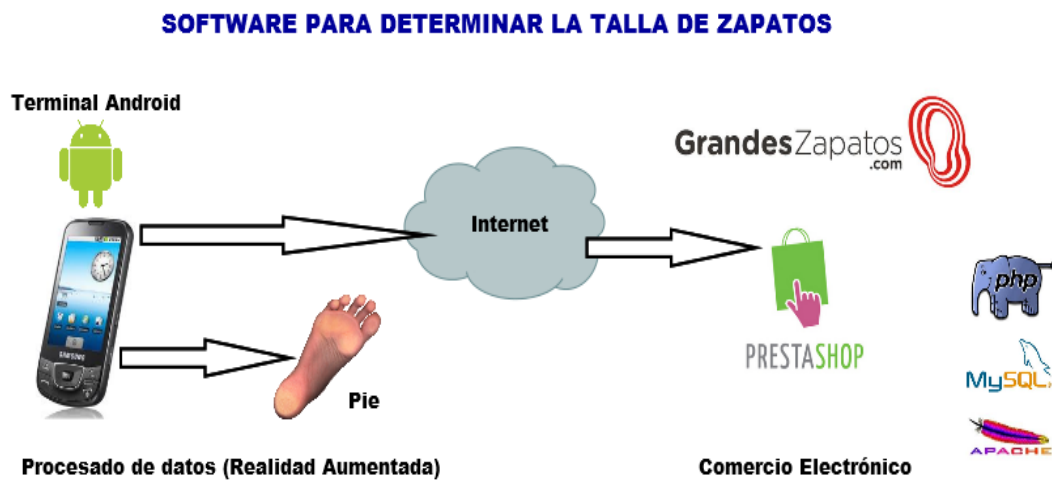 SOFTWARE PARA DETERMINAR LA TALLA DE ZAPATOS
Terminal Android
GrandesZapatos
.com
Internet
php
SAMSUNG
PRESTASHOP
MySQL
Pie
APACHE
Procesado de datos (Realidad Aumentada)
Comercio Electrónico